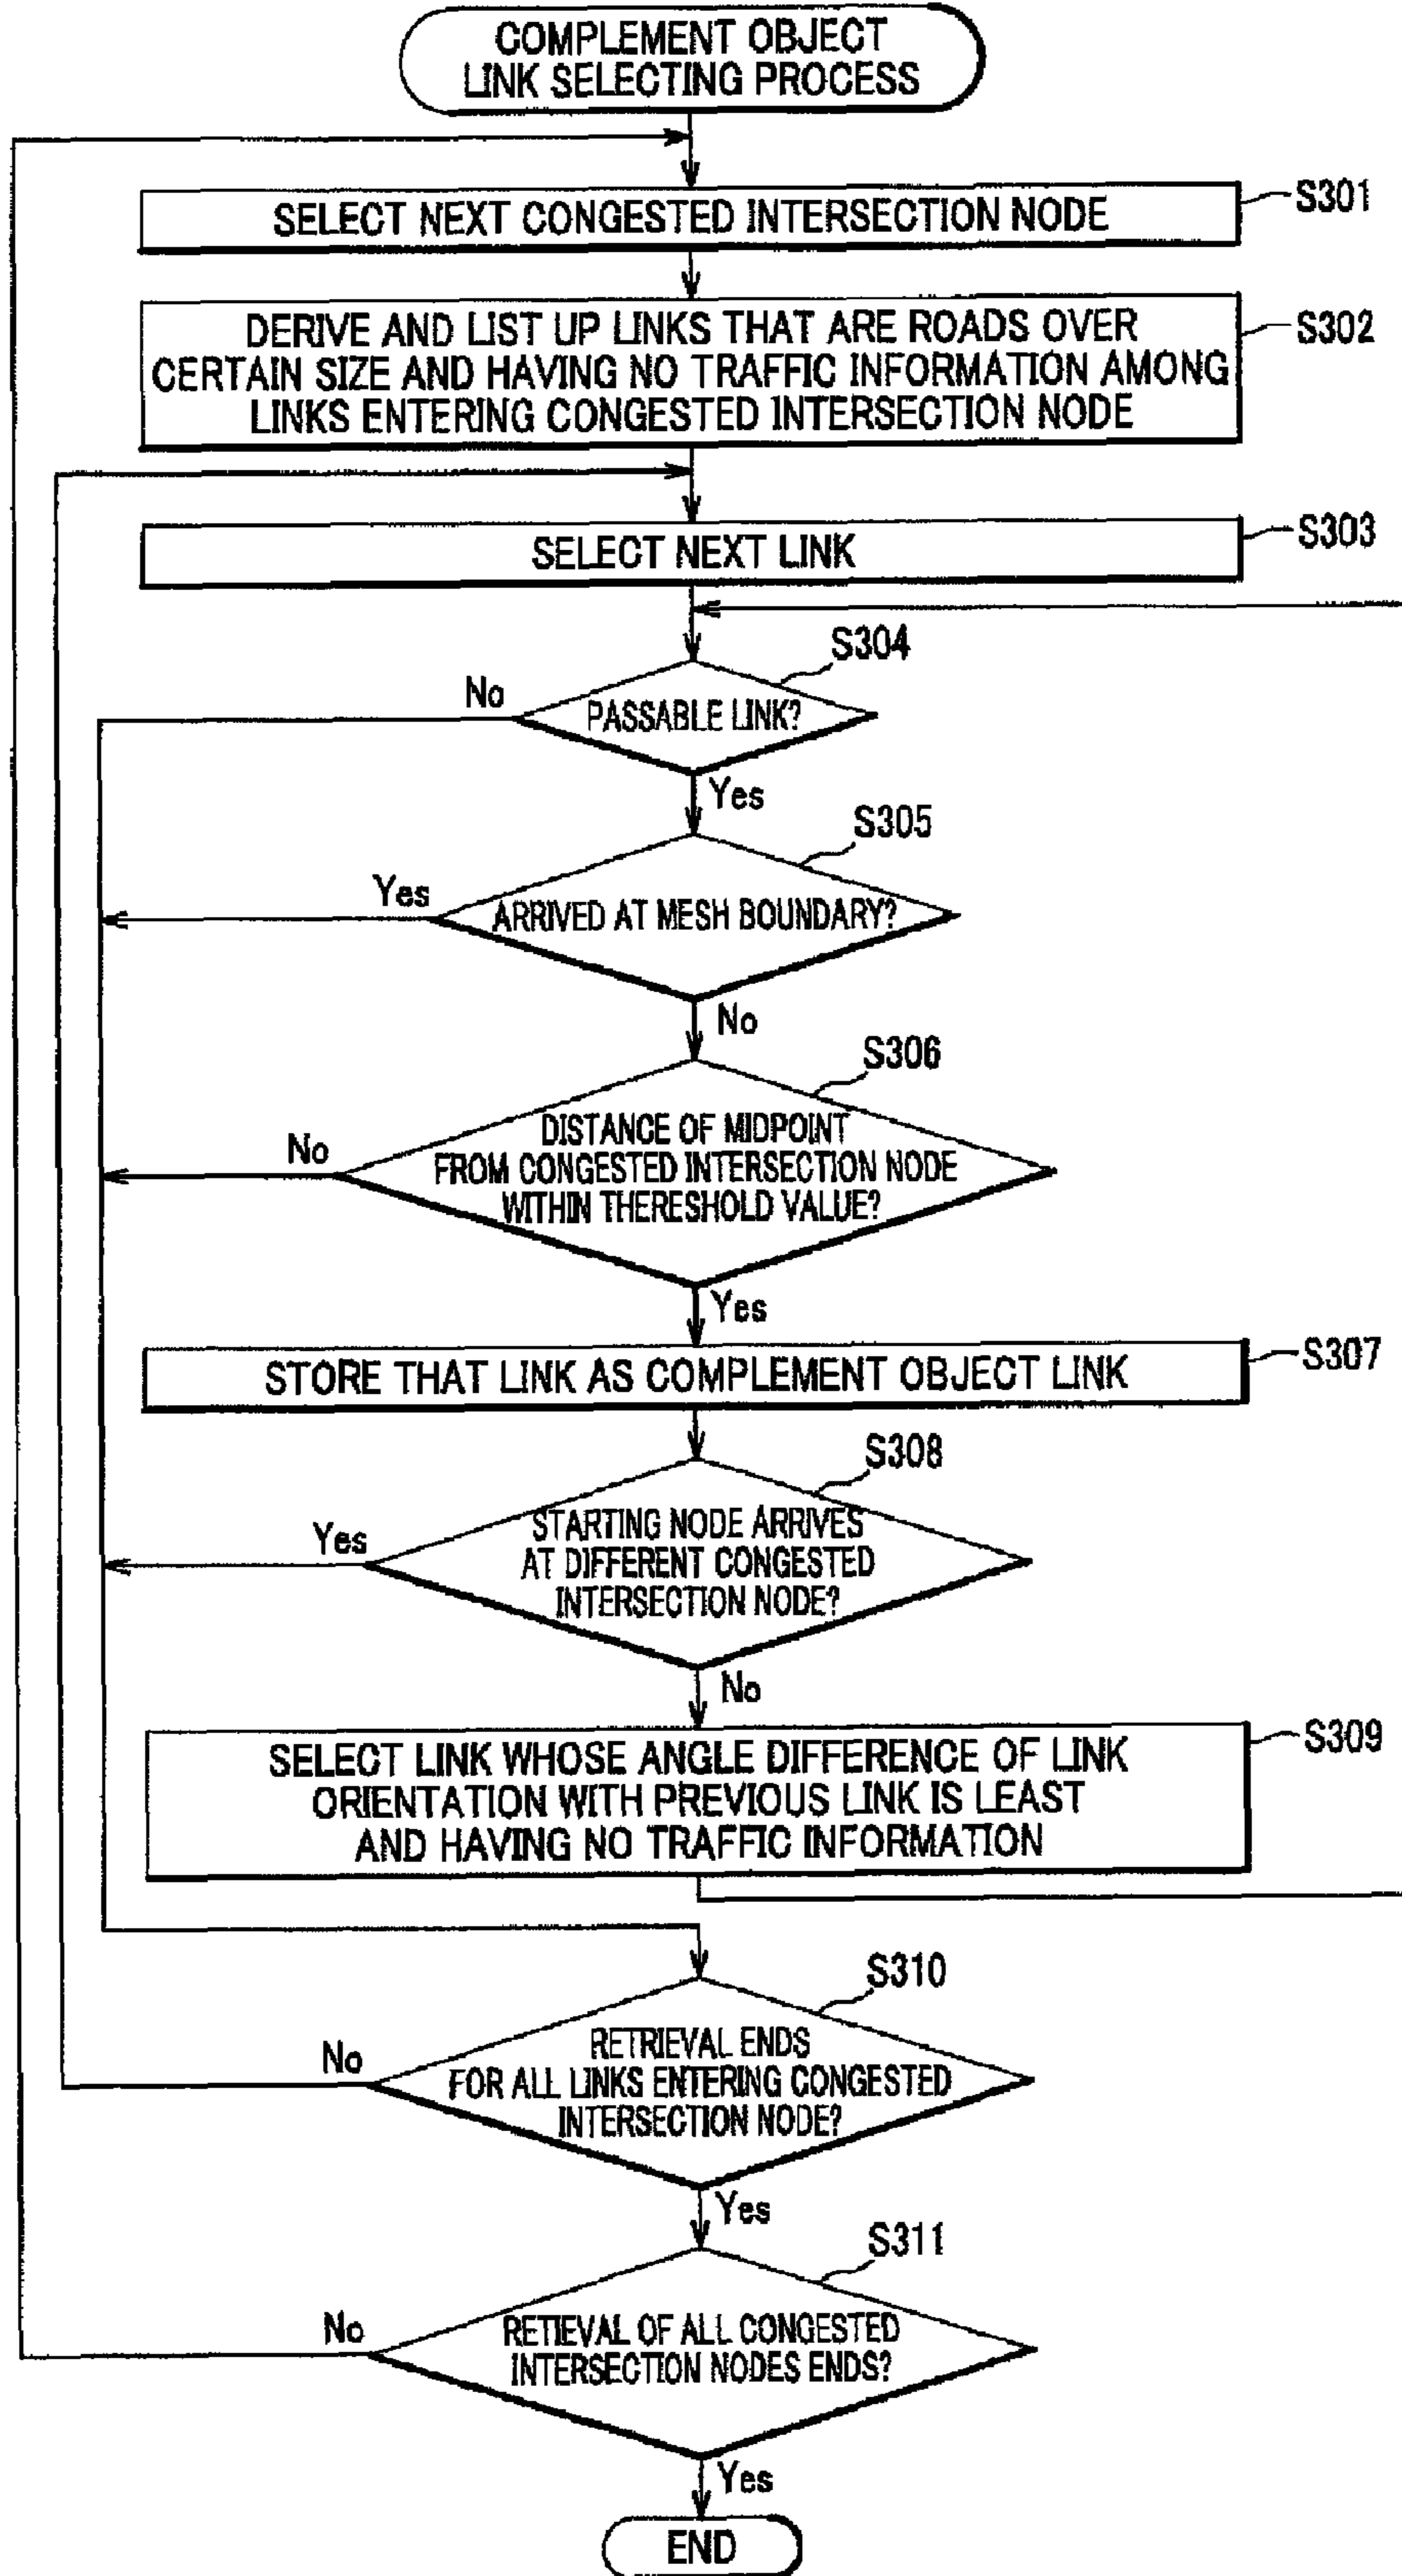 COMPLEMENT OBJECT
LINK SELECTING PROCESS
SELECT NEXT CONGESTED INTERSECTION NODE
S301
DERIVE AND LIST UP LINKS THAT ARE ROADS OVER
CERTAIN SIZE AND HAVING NO TRAFFIC INFORMATION AMONG
LINKS ENTERING CONGESTED INTERSECTION NODE
S302
SELECT NEXT LINK
S303
S304
No
PASSABLE LINK?
Yes
S305
Yes
ARRIVED AT MESH BOUNDARY?
No
S306
No
DISTANCE OF MIDPOINT
FROM CONGESTED INTERSECTION NODE
WITHIN THERESHOLD VALUE?
Yes
STORE THAT LINK AS COMPLEMENT OBJECT LINK
S307
S308
Yes
STARTING NODE ARRIVES
AT DIFFERENT CONGESTED
INTERSECTION NODE?
No
SELECT LINK WHOSE ANGLE DIFFERENCE OF LINK
ORIENTATION WITH PREVIOUS LINK IS LEAST
AND HAVING NO TRAFFIC INFORMATION
S309
S310
No
RETRIEVAL ENDS
FOR ALL LINKS ENTERING CONGESTED
INTERSECTION NODE?
Yes
S311
No
RETIEVAL OF ALL CONGESTED
INTERSECTION NODES ENDS?
Yes
END